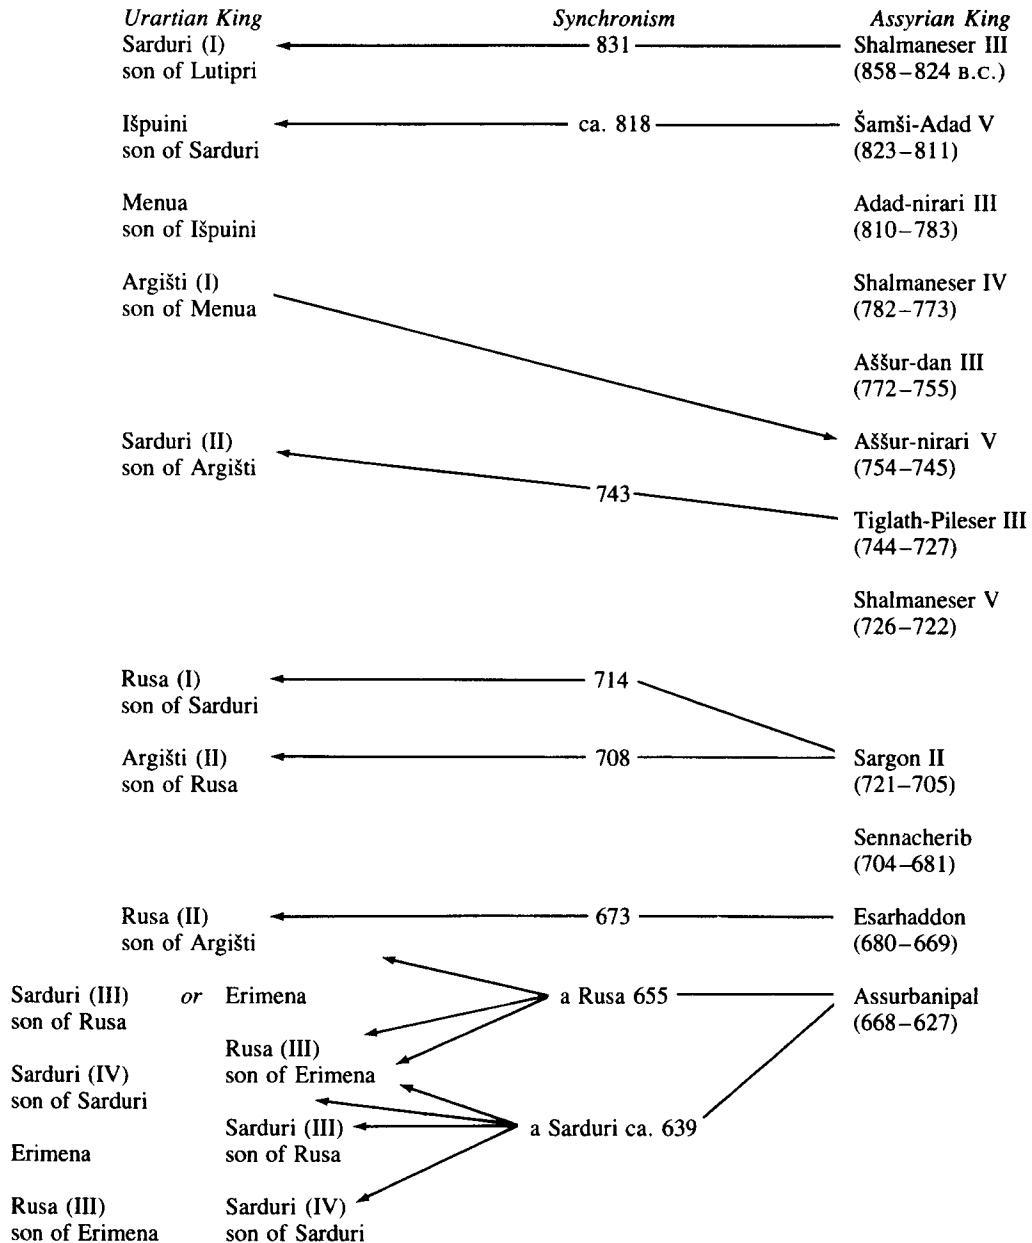 Urartian King Synchronism Assyrian King
Sarduri (I) 831 Shalmaneser III
son of Lutipri (858–824 B.C.)
Išpuini ca. 818 Šamši-Adad V
son of Sarduri (823–811)
Menua Adad-nirari III
son of Išpuini (810–783)
Argišti (I) Shalmaneser IV
son of Menua (782–773)
Aššur-dan III
(772–755)
Sarduri (II) Aššur-nirari V
son of Argišti (754–745)
743
Tiglath-Pileser III
(744–727)
Shalmaneser V
(726–722)
Rusa (I) 714
son of Sarduri
Argišti (II) 708 Sargon II
son of Rusa (721–705)
Sennacherib
(704–681)
Rusa (II) 673 Esarhaddon
son of Argišti (680–669)
Sarduri (III) or Erimena a Rusa 655 Assurbanipal
son of Rusa (668–627)
Rusa (III)
Sarduri (IV) son of Erimena
son of Sarduri
Sarduri (III) a Sarduri ca. 639
Erimena son of Rusa
Rusa (III) Sarduri (IV)
son of Erimena son of Sarduri